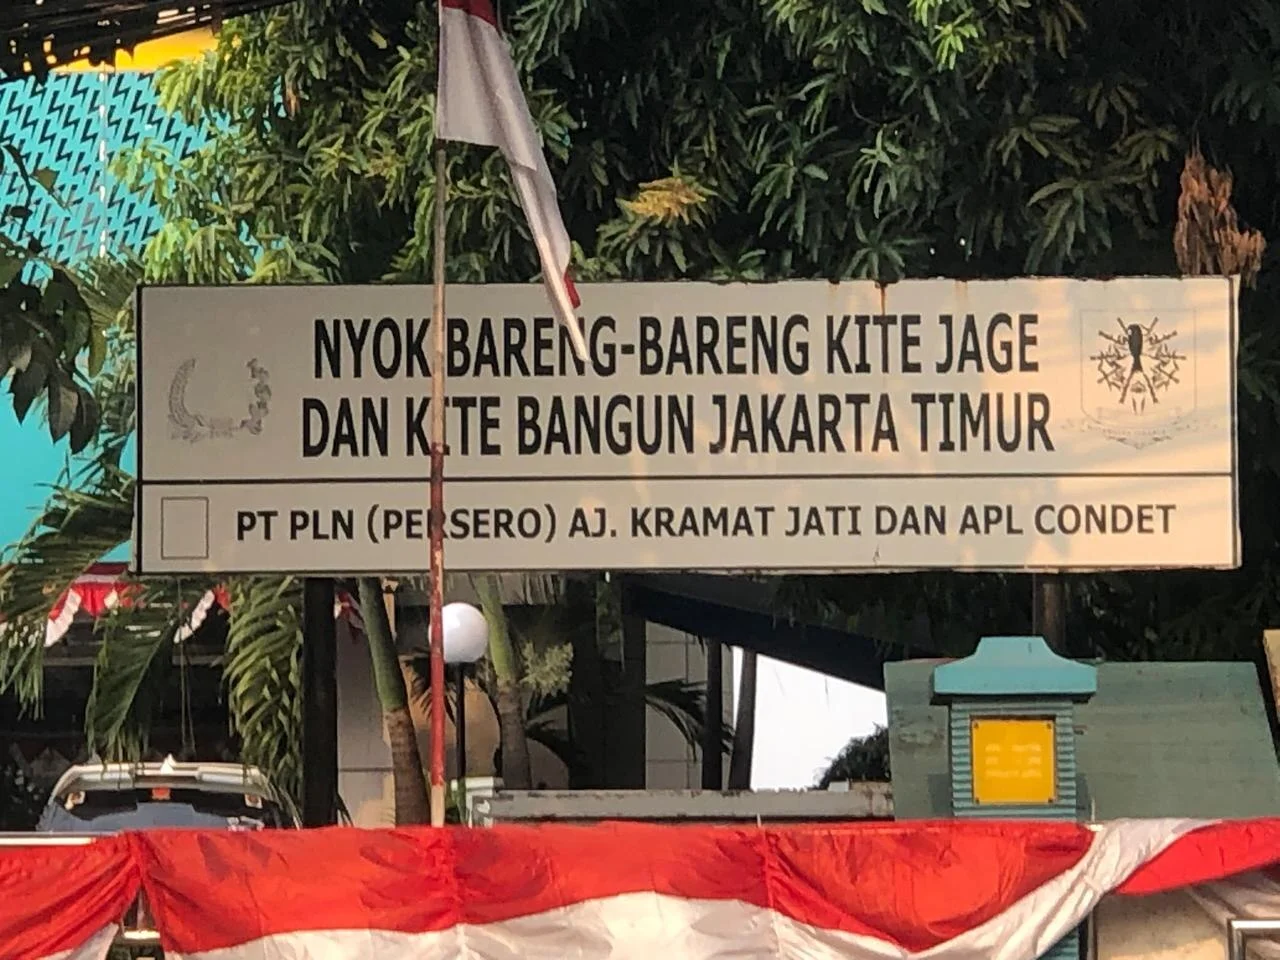 NYOK BARENG-BARENG KITE JAGE
DAN KITE BANGUN JAKARTA TIMUR
PT PLN (PERSERO) AJ. KRAMAT JATI DAN APL CONDET